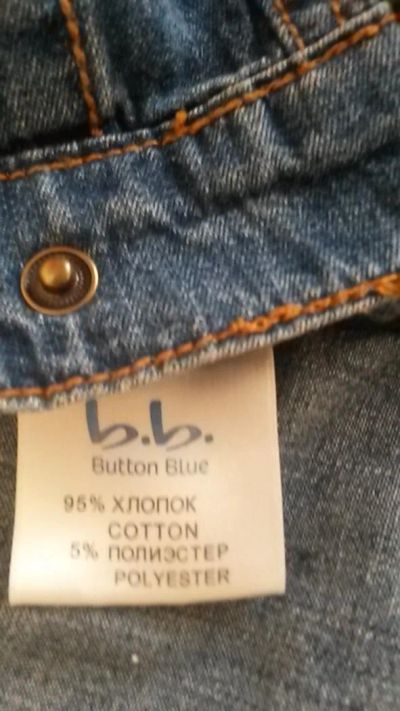 b.b.
Button Blue
95% ХЛОПОК
COTTON
5% ПОЛИЭСТЕР
POLYESTER